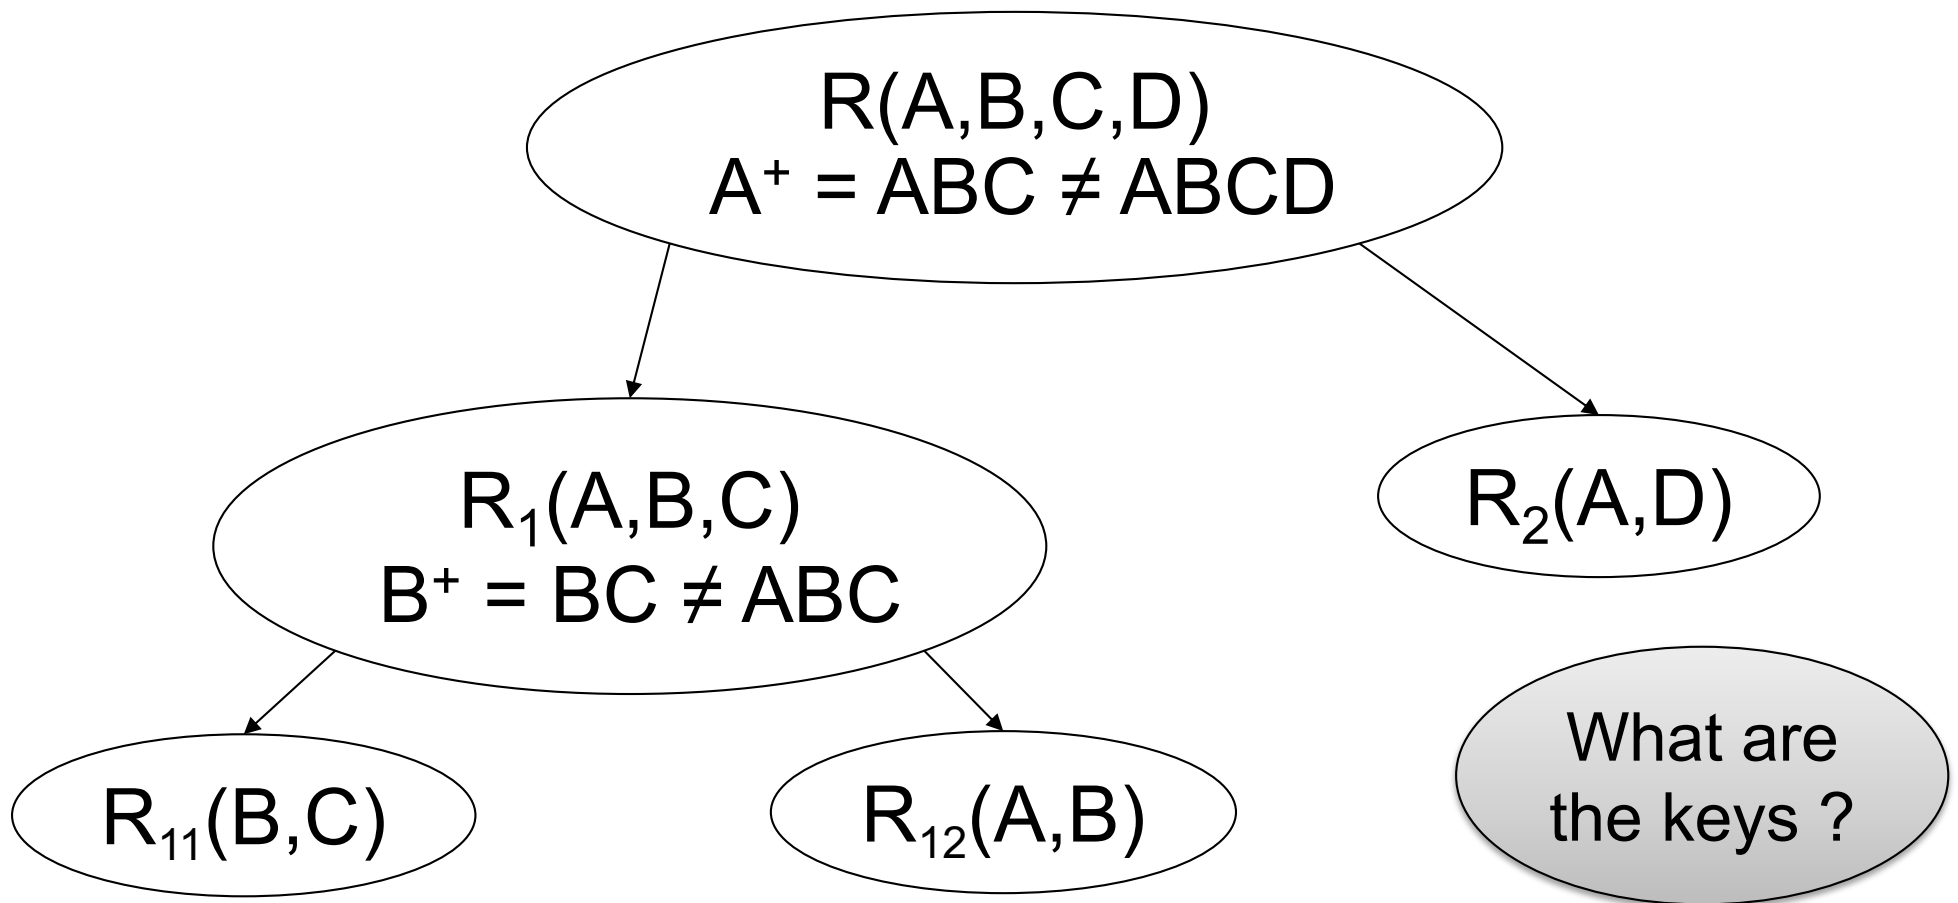 R(A,B,C,D)
A⁺ = ABC ≠ ABCD
R₁(A,B,C)
B⁺ = BC ≠ ABC
R₂(A,D)
R₁₁(B,C)
R₁₂(A,B)
What are
the keys ?